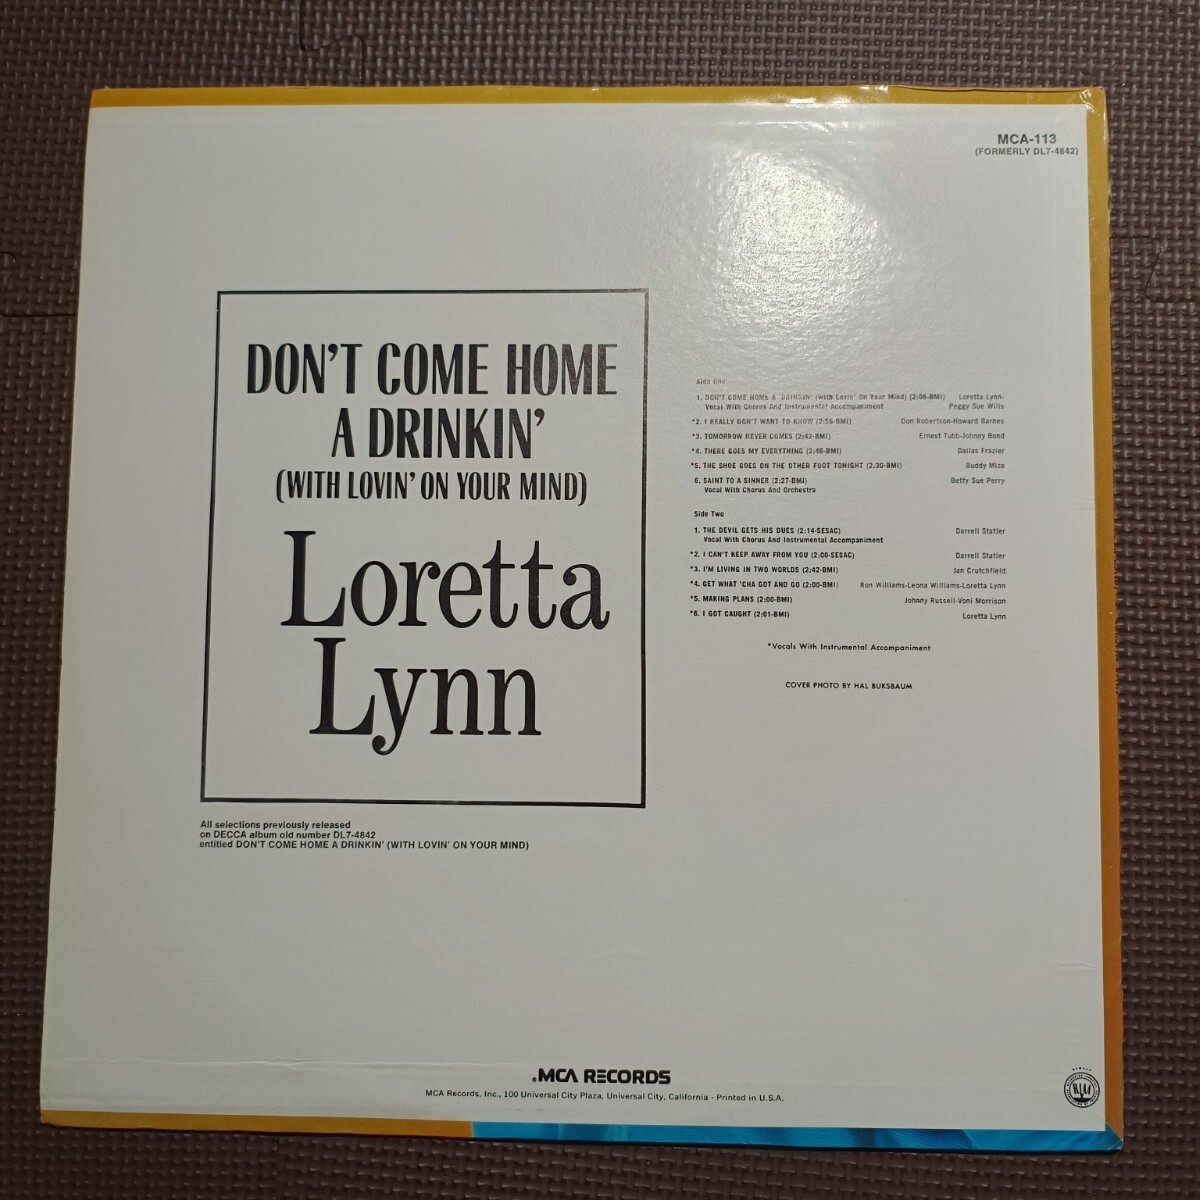 MCA-113
(FORMERLY DL7-4842)
DON'T COME HOME
A DRINKIN'
(WITH LOVIN' ON YOUR MIND)
Loretta
Lynn
All selections previously released
on DECCA album old number DL7-4842
entitled DON'T COME HOME A DRINKIN' (WITH LOVIN' ON YOUR MIND)
Side One
1. DON'T COME HOME A 'DRINKIN' (With Lovin' On Your Mind) (2:06-BMI) Loretta Lynn-
Vocal With Chorus And Instrumental Accompaniment Peggy Sue Wills
*2. I REALLY DON'T WANT TO KNOW (2:56-BMI) Don Robertson-Howard Barnes
*3. TOMORROW NEVER COMES (2:42-BMI) Ernest Tubb-Johnny Bond
*4. THERE GOES MY EVERYTHING (2:46-BMI) Dallas Frazier
*5. THE SHOE GOES ON THE OTHER FOOT TONIGHT (2:30-BMI) Buddy Mize
6. SAINT TO A SINNER (2:27-BMI) Betty Sue Perry
Vocal With Chorus And Orchestra
Side Two
1. THE DEVIL GETS HIS DUES (2:14-SESAC) Darrell Statler
Vocal With Chorus And Instrumental Accompaniment
*2. I CAN'T KEEP AWAY FROM YOU (2:00-SESAC) Darrell Statler
*3. I'M LIVING IN TWO WORLDS (2:42-BMI) Jan Crutchfield
*4. GET WHAT 'CHA GOT AND GO (2:00-BMI) Ron Williams-Leona Williams-Loretta Lynn
*5. MAKING PLANS (2:00-BMI) Johnny Russell-Voni Morrison
*6. I GOT CAUGHT (2:01-BMI) Loretta Lynn
*Vocals With Instrumental Accompaniment
COVER PHOTO BY HAL BUKSBAUM
MCA RECORDS
MCA Records, Inc., 100 Universal City Plaza, Universal City, California - Printed in U.S.A.
RIAA